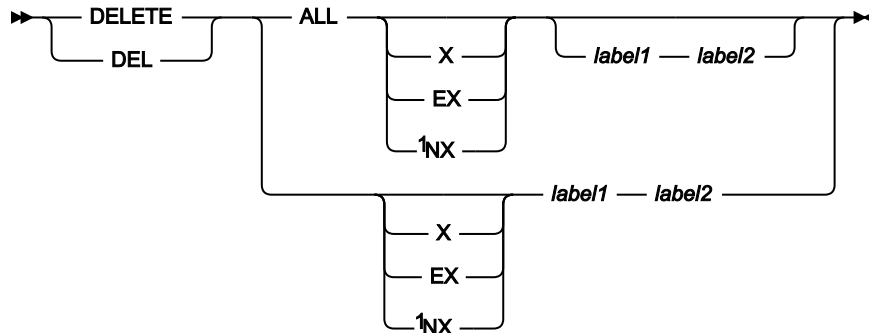 DELETE ALL
DEL X label1 label2
EX
1NX
label1 label2
X
EX
1NX